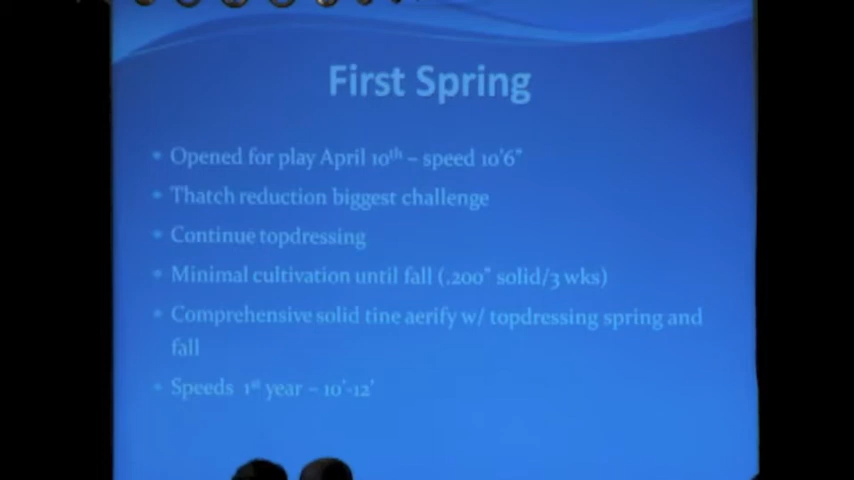 First Spring
Opened for play April 10th – speed 10'6"
Thatch reduction biggest challenge
Continue topdressing
Minimal cultivation until fall (.200" solid/3 wks)
Comprehensive solid tine aerify w/ topdressing spring and
fall
Speeds 1st year – 10'-12'